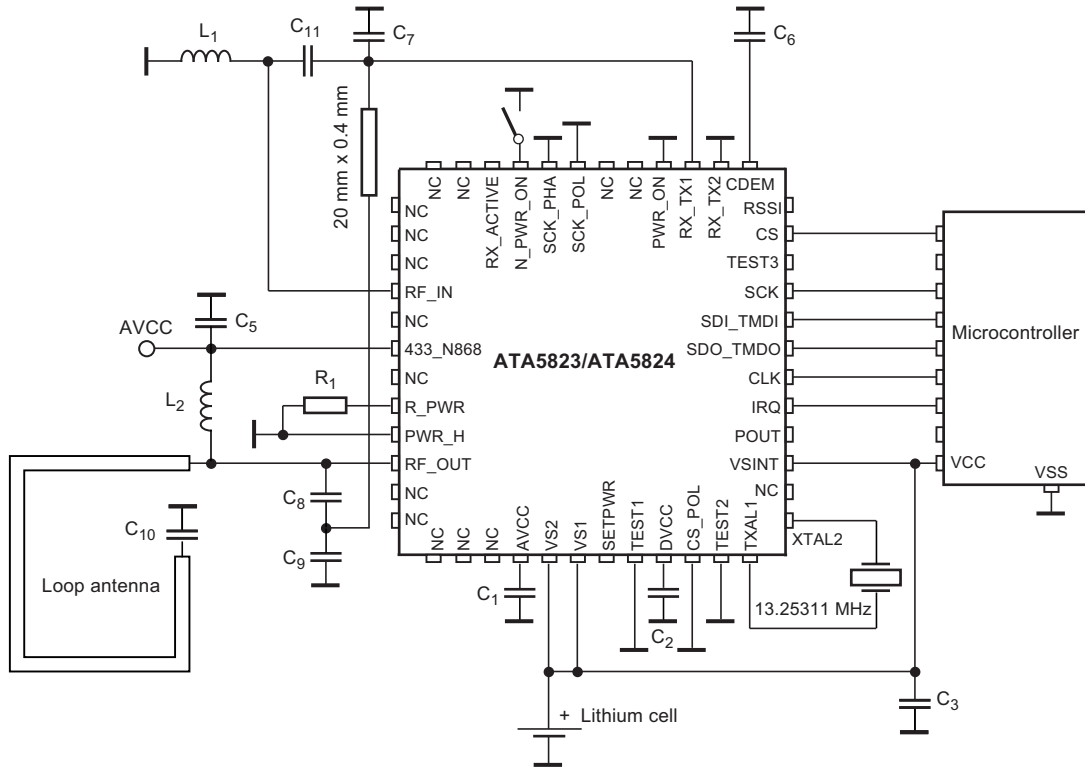 L1
C11
C7
C6
20 mm x 0.4 mm
NC
NC
RX_ACTIVE
N_PWR_ON
SCK_PHA
SCK_POL
NC
NC
PWR_ON
RX_TX1
RX_TX2
CDEM
NC
NC
NC
RF_IN
NC
433_N868
NC
R_PWR
PWR_H
RF_OUT
NC
NC
RSSI
CS
TEST3
SCK
SDI_TMDI
SDO_TMDO
CLK
IRQ
POUT
VSINT
NC
XTAL2
ATA5823/ATA5824
Microcontroller
VCC
VSS
AVCC
C5
L2
R1
C8
C9
C10
Loop antenna
NC
NC
NC
AVCC
VS2
VS1
SETPWR
TEST1
DVCC
CS_POL
TEST2
TXAL1
C1
C2
13.25311 MHz
C3
+ Lithium cell